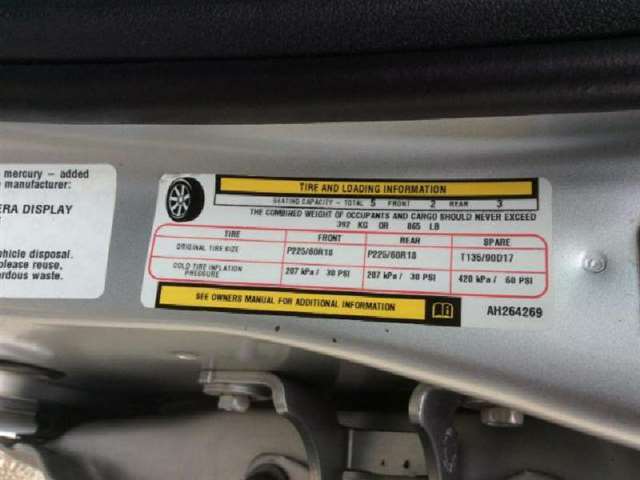 mercury – added
manufacturer:
ERA DISPLAY
vehicle disposal.
please reuse,
ardous waste.
TIRE AND LOADING INFORMATION
SEATING CAPACITY – TOTAL 5 FRONT 2 REAR 3
THE COMBINED WEIGHT OF OCCUPANTS AND CARGO SHOULD NEVER EXCEED
392 KG OR 865 LB
TIRE FRONT REAR SPARE
ORIGINAL TIRE SIZE P225/60R18 P225/60R18 T135/90D17
COLD TIRE INFLATION PRESSURE 207 kPa / 30 PSI 207 kPa / 30 PSI 420 kPa / 60 PSI
SEE OWNERS MANUAL FOR ADDITIONAL INFORMATION
AH264269